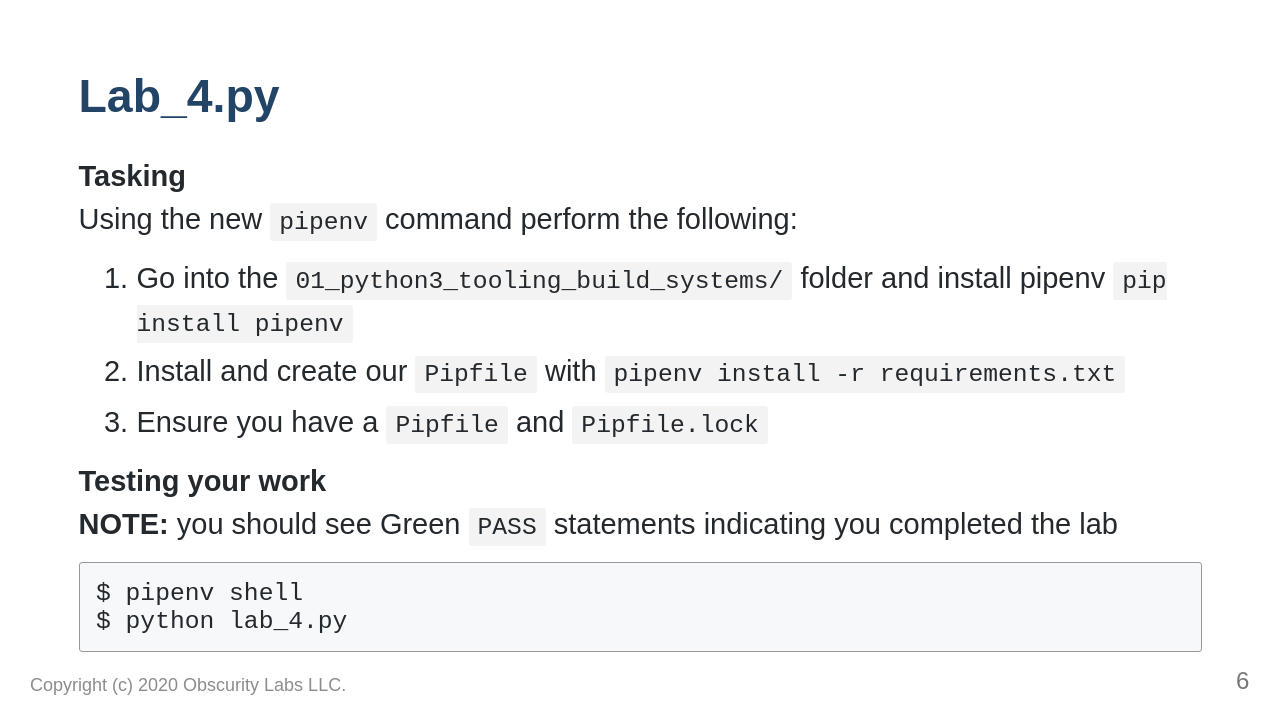 Lab_4.py
Tasking
Using the new pipenv command perform the following:
1. Go into the 01_python3_tooling_build_systems/ folder and install pipenv pip
install pipenv
2. Install and create our Pipfile with pipenv install -r requirements.txt
3. Ensure you have a Pipfile and Pipfile.lock
Testing your work
NOTE: you should see Green PASS statements indicating you completed the lab
$ pipenv shell
$ python lab_4.py
Copyright (c) 2020 Obscurity Labs LLC.
6